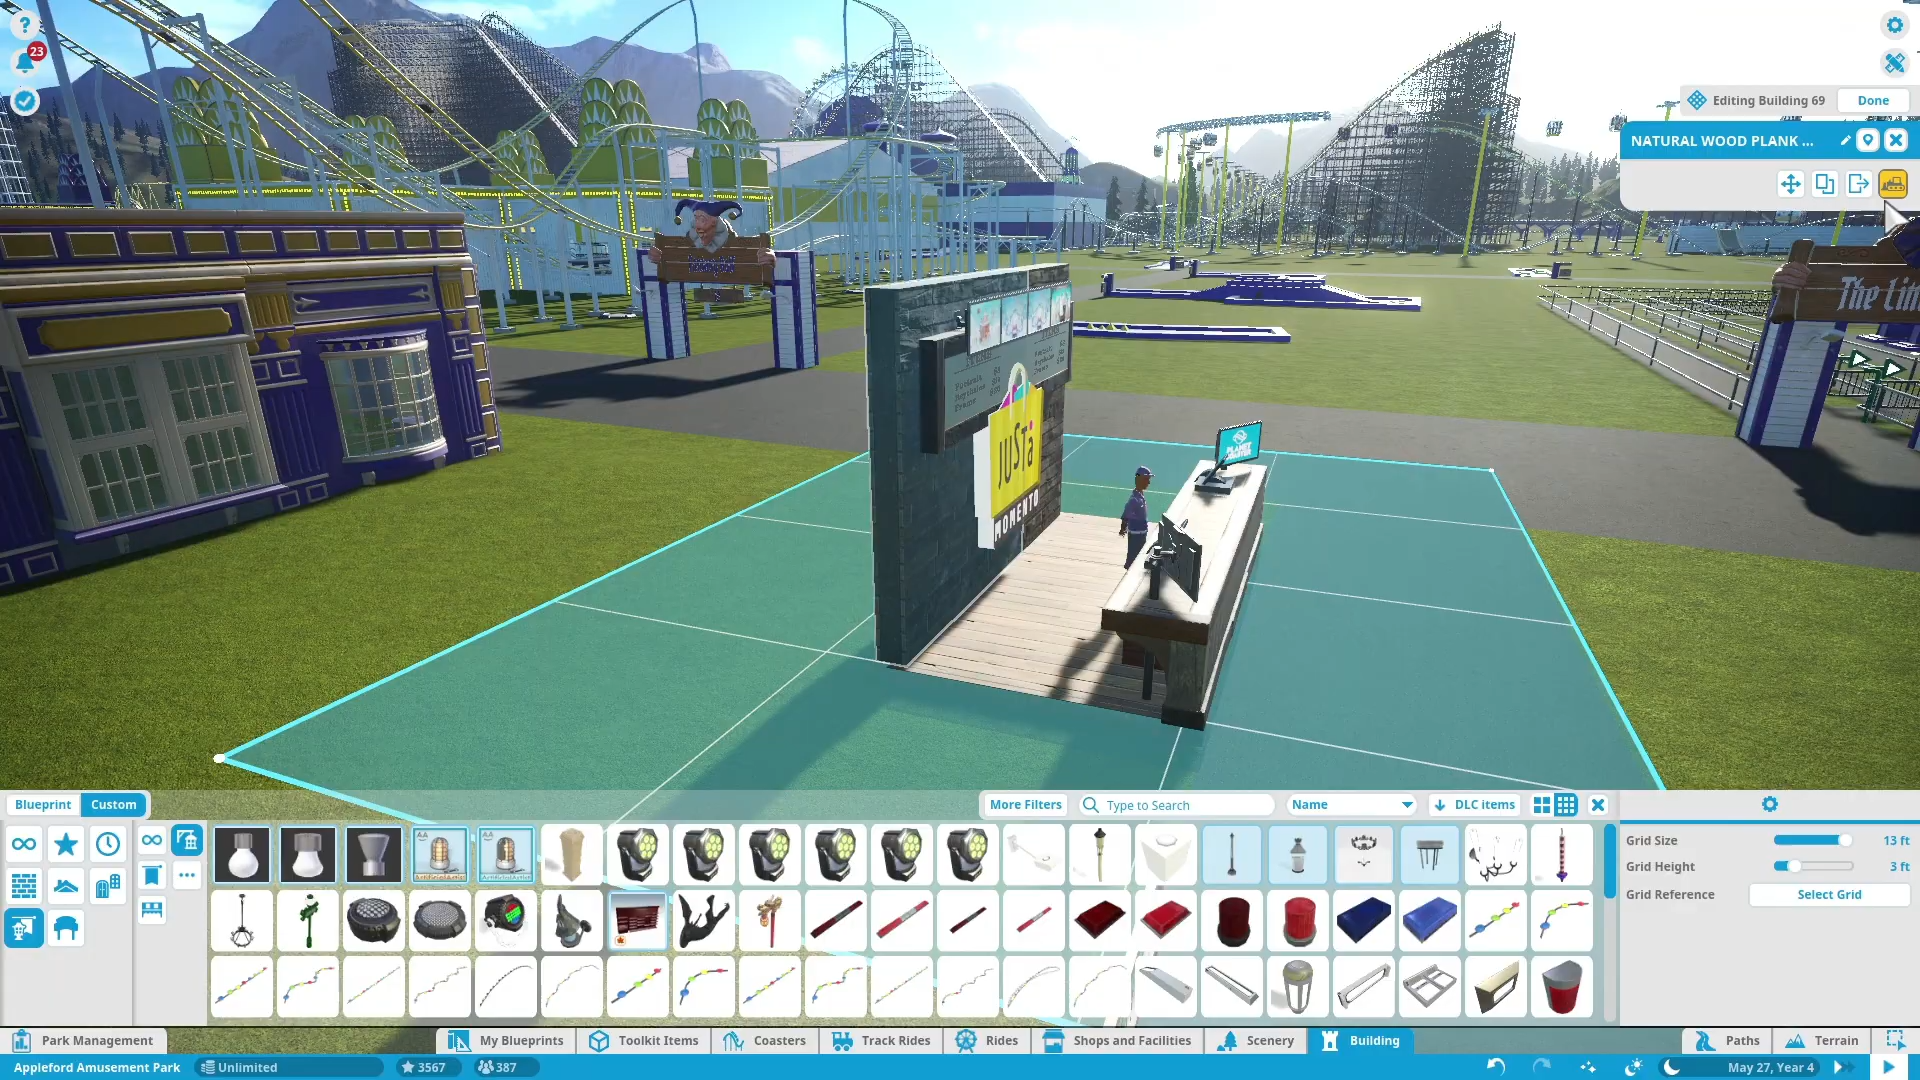 23
Editing Building 69
Done
NATURAL WOOD PLANK ...
The Litt
JUSTa
MOMENTO
PLANET
COASTER
Blueprint
Custom
More Filters
Type to Search
Name
DLC items
Grid Size
13 ft
Grid Height
3 ft
Grid Reference
Select Grid
Park Management
My Blueprints
Toolkit Items
Coasters
Track Rides
Rides
Shops and Facilities
Scenery
Building
Paths
Terrain
Appleford Amusement Park
Unlimited
3567
387
May 27, Year 4